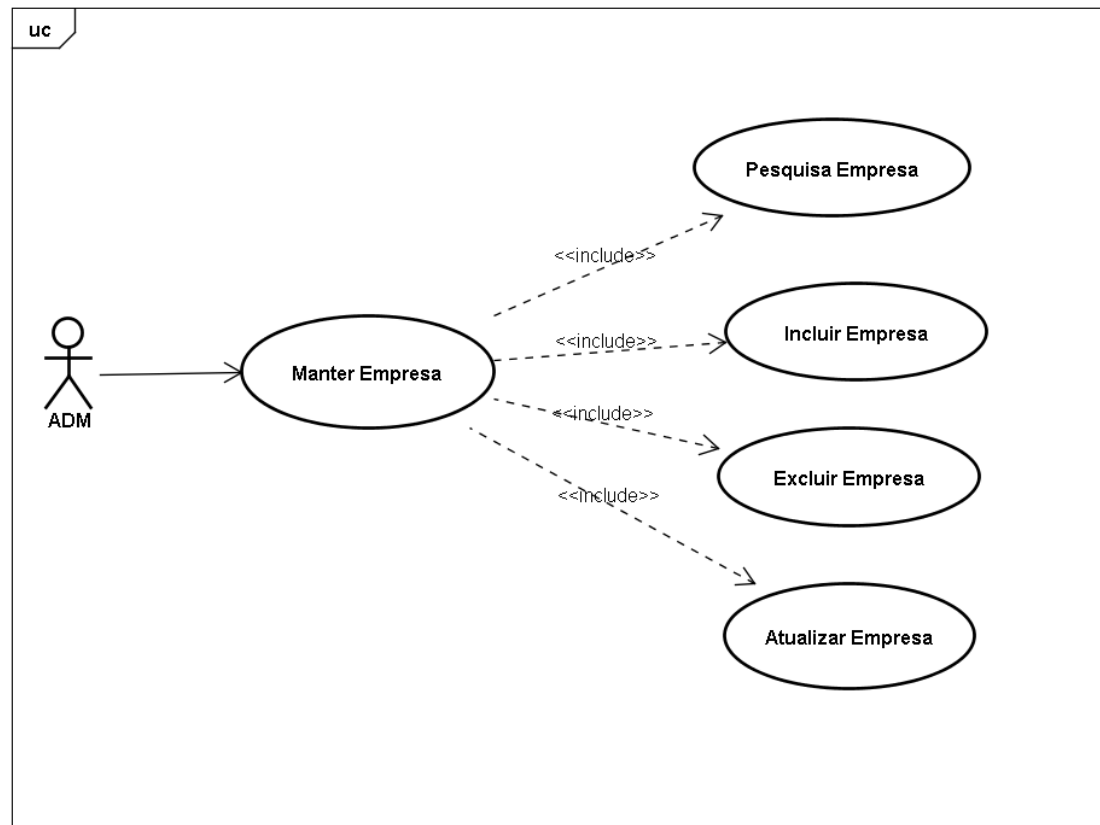 uc
Pesquisa Empresa
<<include>>
Incluir Empresa
<<include>>
Manter Empresa
ADM
<<include>>
Excluir Empresa
<<include>>
Atualizar Empresa